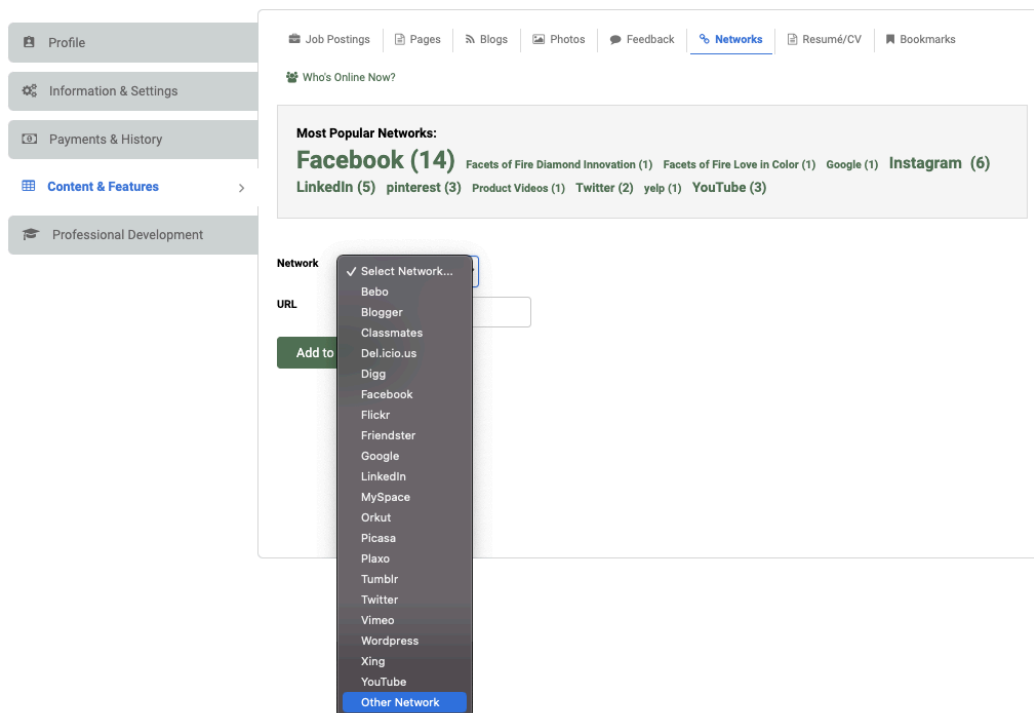 Profile
Information & Settings
Payments & History
Content & Features
Professional Development
Job Postings Pages Blogs Photos Feedback Networks Resumé/CV Bookmarks
Who's Online Now?
Most Popular Networks:
Facebook (14) Facets of Fire Diamond Innovation (1) Facets of Fire Love in Color (1) Google (1) Instagram (6)
LinkedIn (5) pinterest (3) Product Videos (1) Twitter (2) yelp (1) YouTube (3)
Network
Select Network...
Bebo
Blogger
Classmates
Del.icio.us
Digg
Facebook
Flickr
Friendster
Google
LinkedIn
MySpace
Orkut
Picasa
Plaxo
Tumblr
Twitter
Vimeo
Wordpress
Xing
YouTube
Other Network
URL
Add to